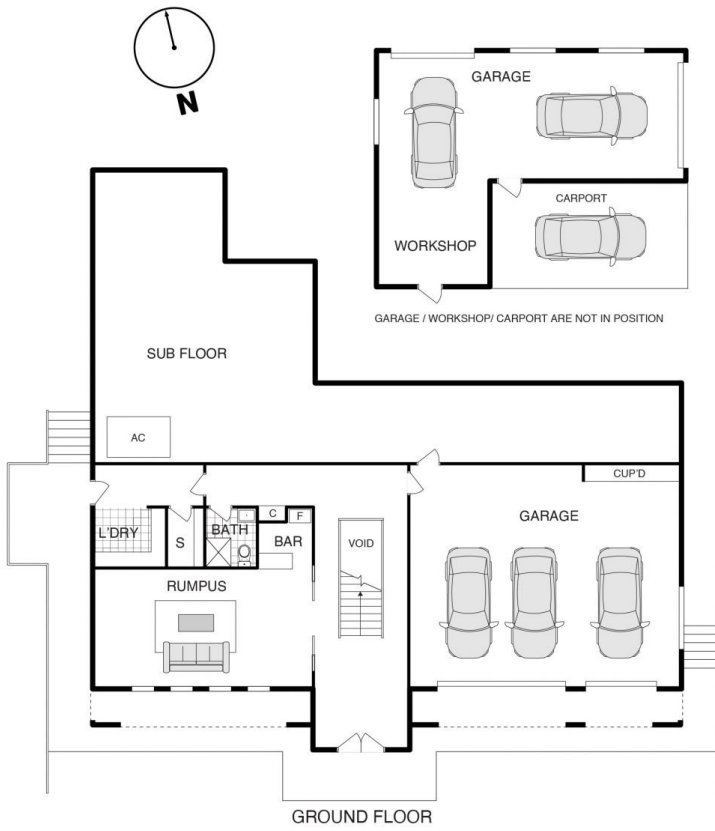 N
GARAGE
CARPORT
WORKSHOP
GARAGE / WORKSHOP/ CARPORT ARE NOT IN POSITION
SUB FLOOR
AC
CUP'D
C
F
GARAGE
L'DRY
S
BATH
BAR
VOID
RUMPUS
GROUND FLOOR